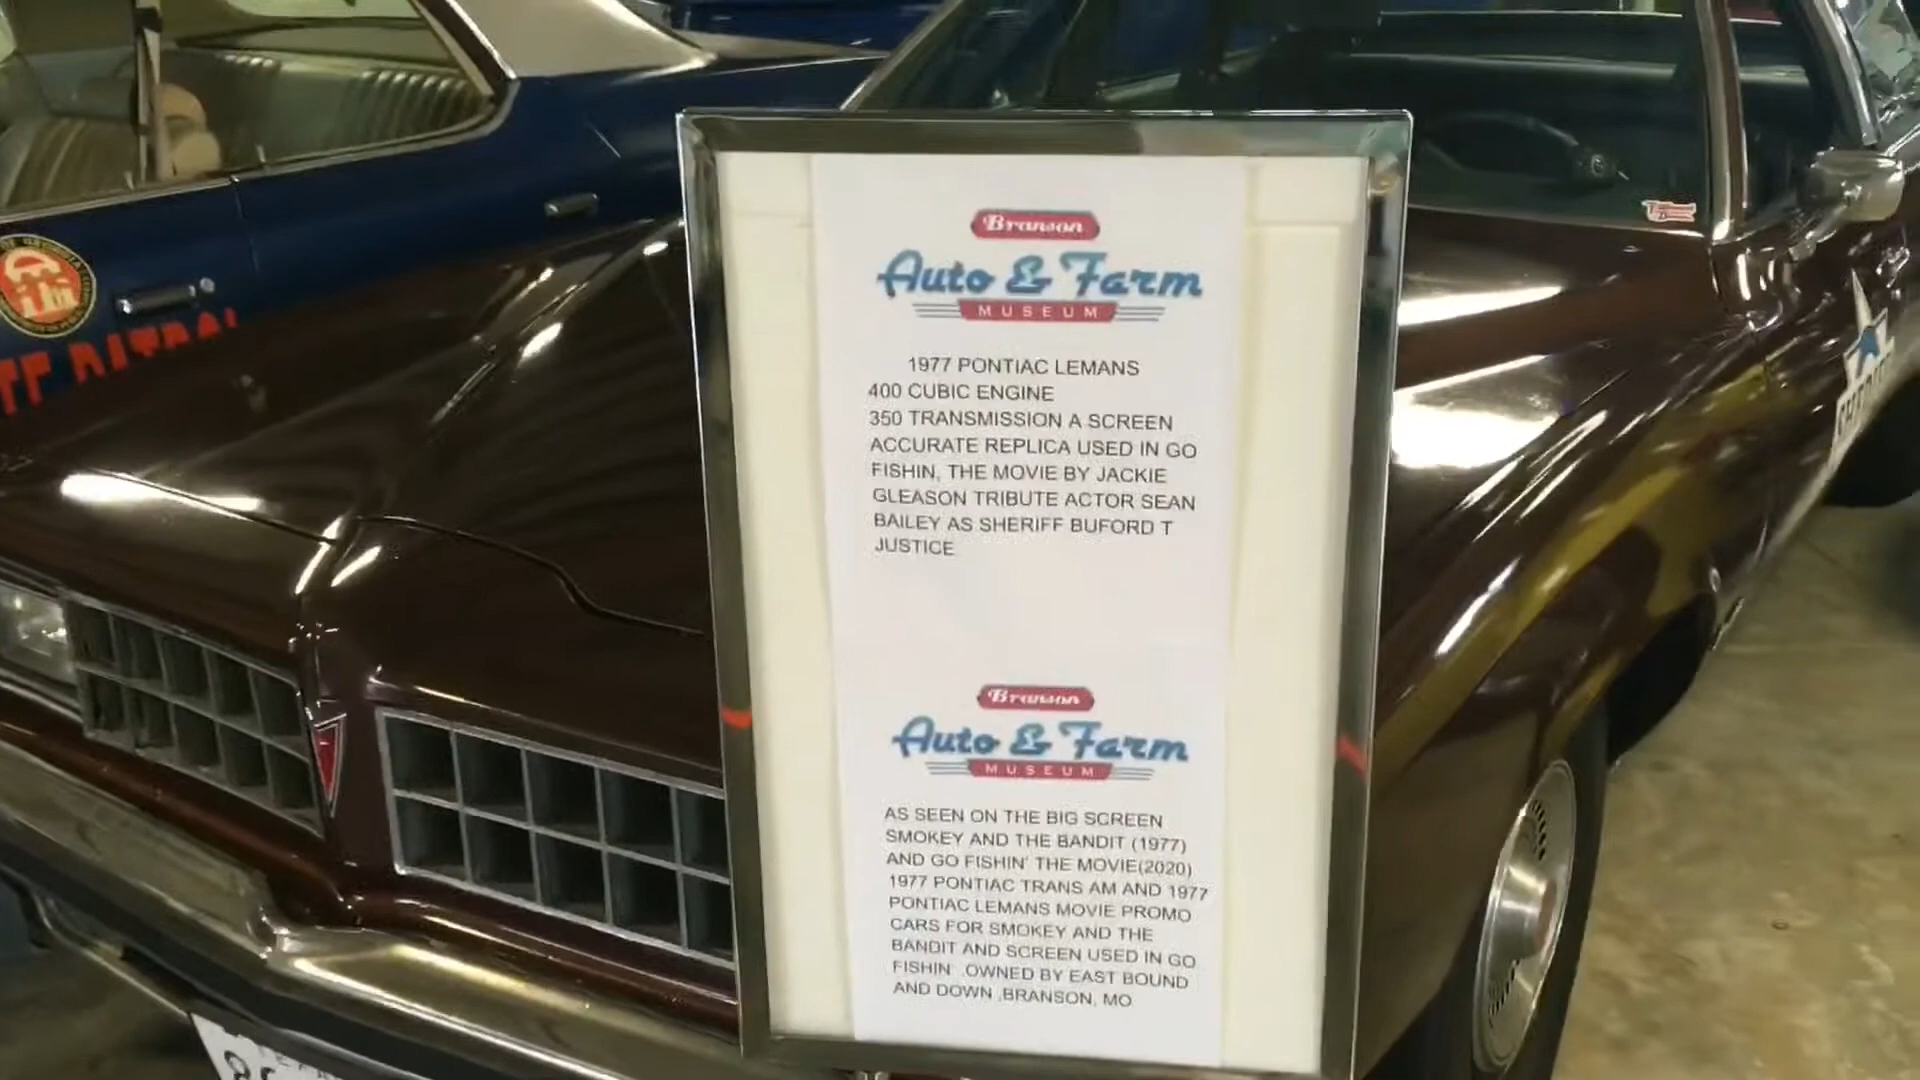 Branson
Auto & Farm
MUSEUM
1977 PONTIAC LEMANS
400 CUBIC ENGINE
350 TRANSMISSION A SCREEN
ACCURATE REPLICA USED IN GO
FISHIN, THE MOVIE BY JACKIE
GLEASON TRIBUTE ACTOR SEAN
BAILEY AS SHERIFF BUFORD T
JUSTICE
Branson
Auto & Farm
MUSEUM
AS SEEN ON THE BIG SCREEN
SMOKEY AND THE BANDIT (1977)
AND GO FISHIN' THE MOVIE(2020)
1977 PONTIAC TRANS AM AND 1977
PONTIAC LEMANS MOVIE PROMO
CARS FOR SMOKEY AND THE
BANDIT AND SCREEN USED IN GO
FISHIN' .OWNED BY EAST BOUND
AND DOWN ,BRANSON, MO
SHERIFF